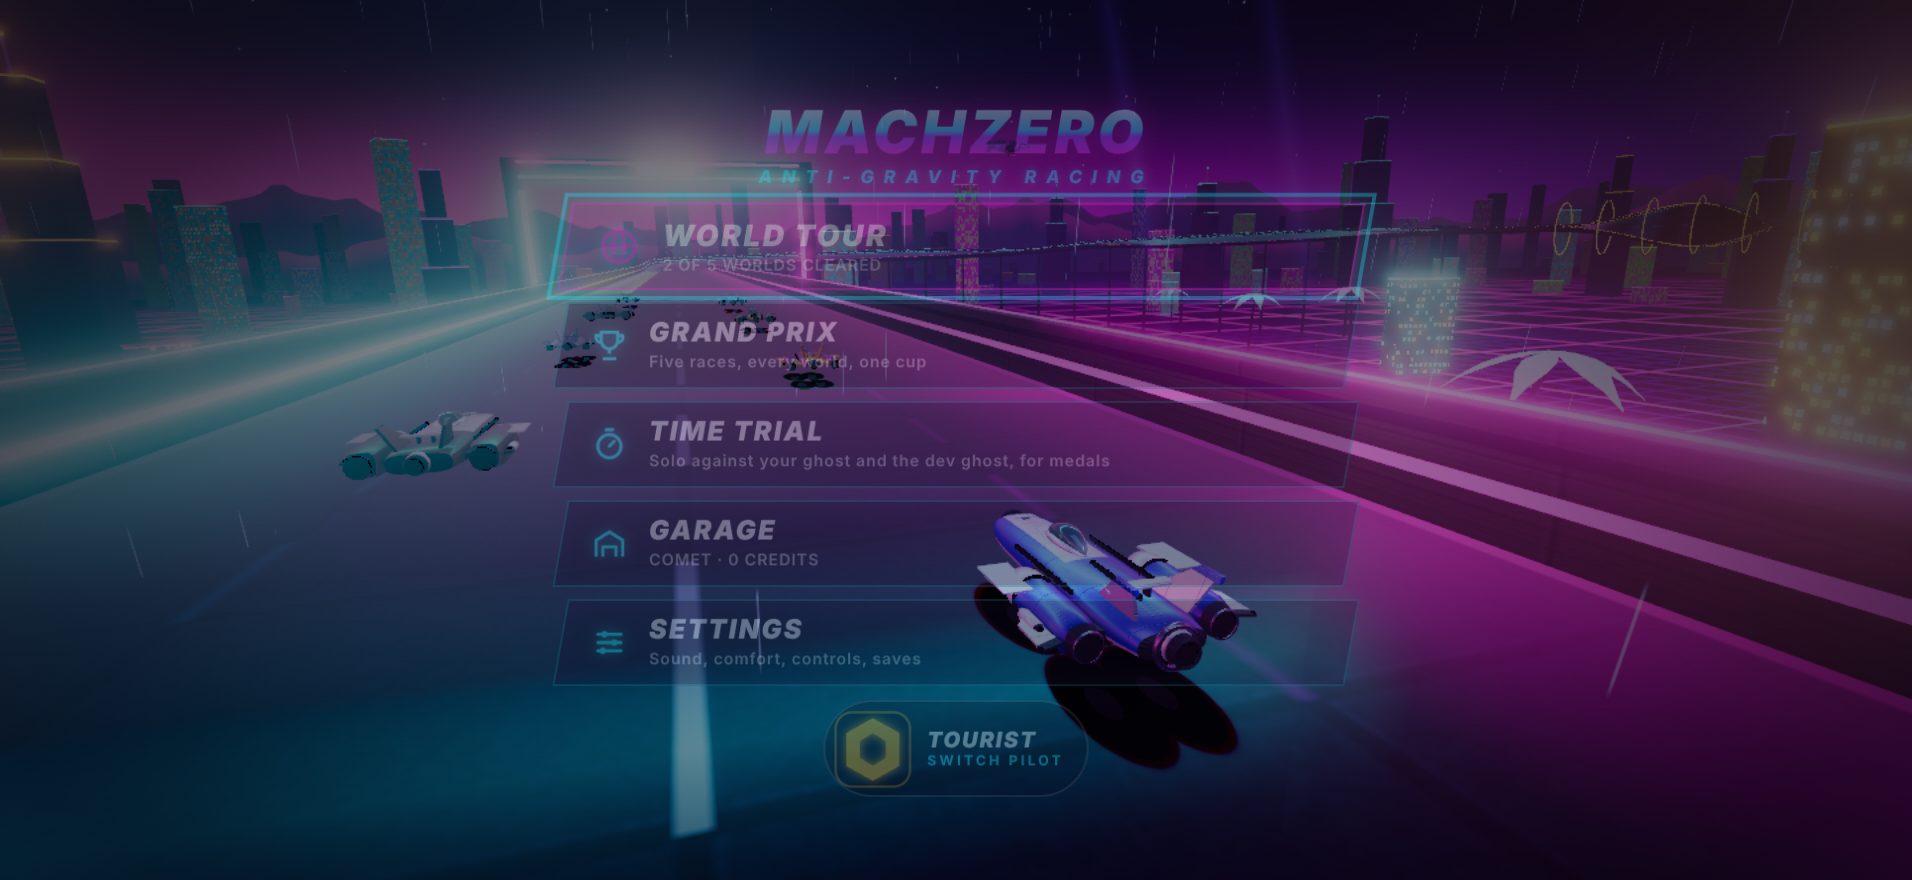 MACHZERO
ANTI-GRAVITY RACING
WORLD TOUR
2 OF 5 WORLDS CLEARED
GRAND PRIX
Five races, every world, one cup
TIME TRIAL
Solo against your ghost and the dev ghost, for medals
GARAGE
COMET · 0 CREDITS
SETTINGS
Sound, comfort, controls, saves
TOURIST
SWITCH PILOT